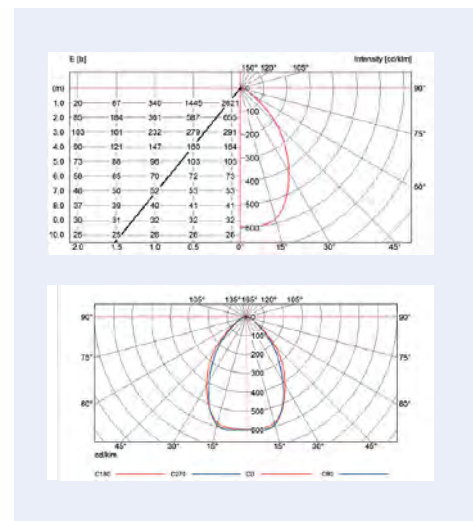 E [lx] Intensity [cd/klm]
150° 120° 105°
(m) 90°
1.0 20 67 340 1445 2621
2.0 85 184 361 587 655 100
3.0 103 101 232 279 291 75°
4.0 90 121 147 160 164 200
5.0 73 88 98 103 105 300
6.0 58 65 70 72 73
7.0 46 50 52 53 53 400 60°
8.0 37 39 40 41 41 500
9.0 30 31 32 32 32 600
10.0 25 25 26 26 26
2.0 1.5 1.0 0.5 0° 15° 30° 45°
105° 135° 165° 120° 105°
90° 90°
100
75° 200 75°
300
60° 400 60°
500
600
45° 30° 15° 0° 15° 30° 45°
cd/klm
C180 C270 C0 C90